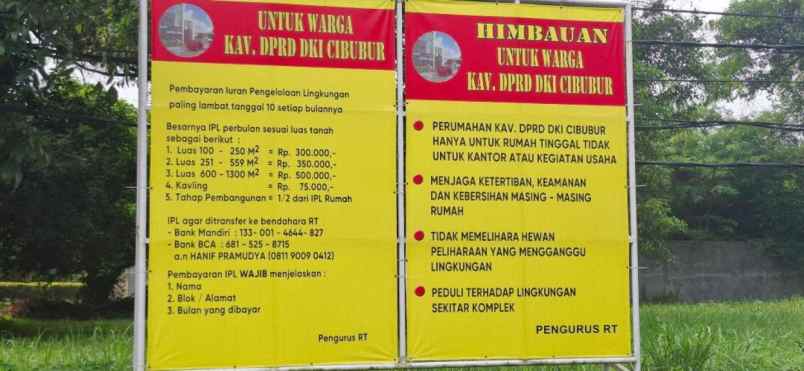 UNTUK WARGA
KAV. DPRD DKI CIBUBUR
Pembayaran Iuran Pengelolaan Lingkungan
paling lambat tanggal 10 setiap bulannya
Besarnya IPL perbulan sesuai luas tanah
sebagai berikut :
1. Luas 100 - 250 M2 = Rp. 300.000,-
2. Luas 251 - 559 M2 = Rp. 350.000,-
3. Luas 600 - 1300 M2 = Rp. 500.000,-
4. Kavling = Rp. 75.000,-
5. Tahap Pembangunan = 1/2 dari IPL Rumah
IPL agar ditransfer ke bendahara RT
- Bank Mandiri : 133- 001 - 4644- 827
- Bank BCA : 681 - 525 - 8715
a.n HANIF PRAMUDYA (0811 9009 0412)
Pembayaran IPL WAJIB menjelaskan :
1. Nama
2. Blok / Alamat
3. Bulan yang dibayar
Pengurus RT
HIMBAUAN
UNTUK WARGA
KAV. DPRD DKI CIBUBUR
PERUMAHAN KAV. DPRD DKI CIBUBUR
HANYA UNTUK RUMAH TINGGAL TIDAK
UNTUK KANTOR ATAU KEGIATAN USAHA
MENJAGA KETERTIBAN, KEAMANAN
DAN KEBERSIHAN MASING - MASING
RUMAH
TIDAK MEMELIHARA HEWAN
PELIHARAAN YANG MENGGANGGU
LINGKUNGAN
PEDULI TERHADAP LINGKUNGAN
SEKITAR KOMPLEK
PENGURUS RT